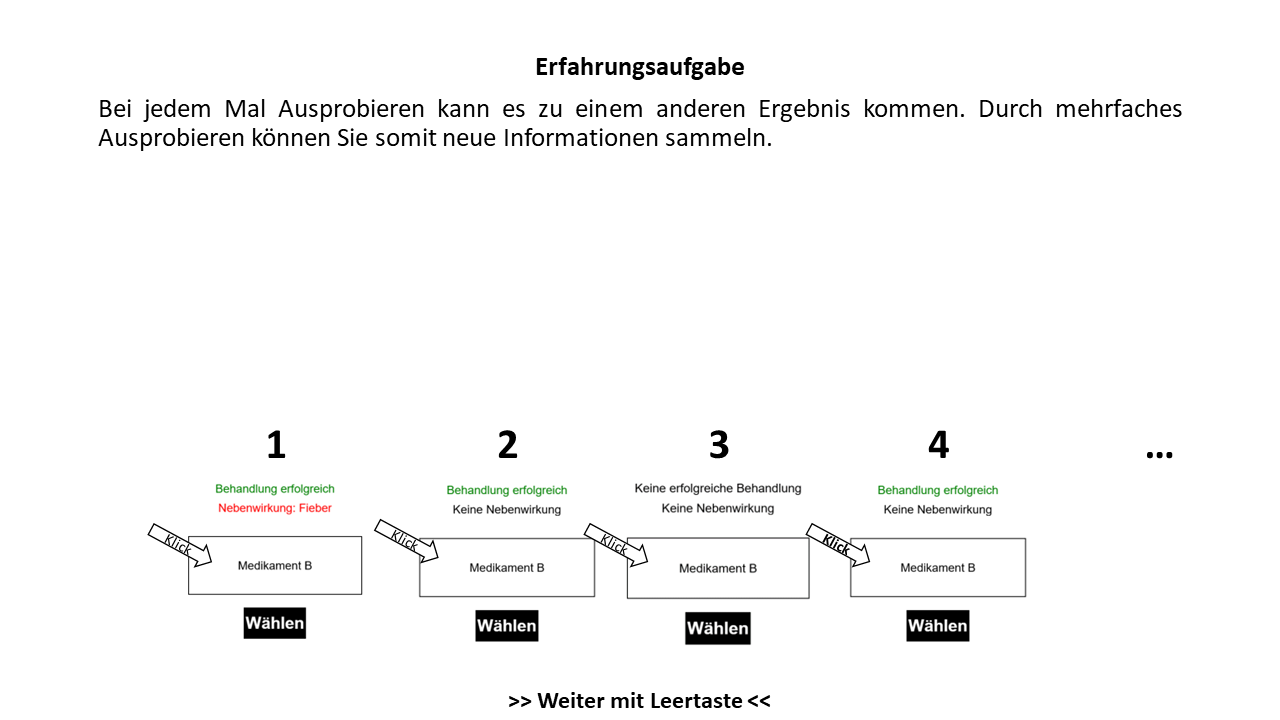 Erfahrungsaufgabe
Bei jedem Mal Ausprobieren kann es zu einem anderen Ergebnis kommen. Durch mehrfaches
Ausprobieren können Sie somit neue Informationen sammeln.
1
2
3
4
...
Behandlung erfolgreich
Nebenwirkung: Fieber
Klick
Medikament B
Wählen
Behandlung erfolgreich
Keine Nebenwirkung
Klick
Medikament B
Wählen
Keine erfolgreiche Behandlung
Keine Nebenwirkung
Klick
Medikament B
Wählen
Behandlung erfolgreich
Keine Nebenwirkung
Klick
Medikament B
Wählen
>> Weiter mit Leertaste <<